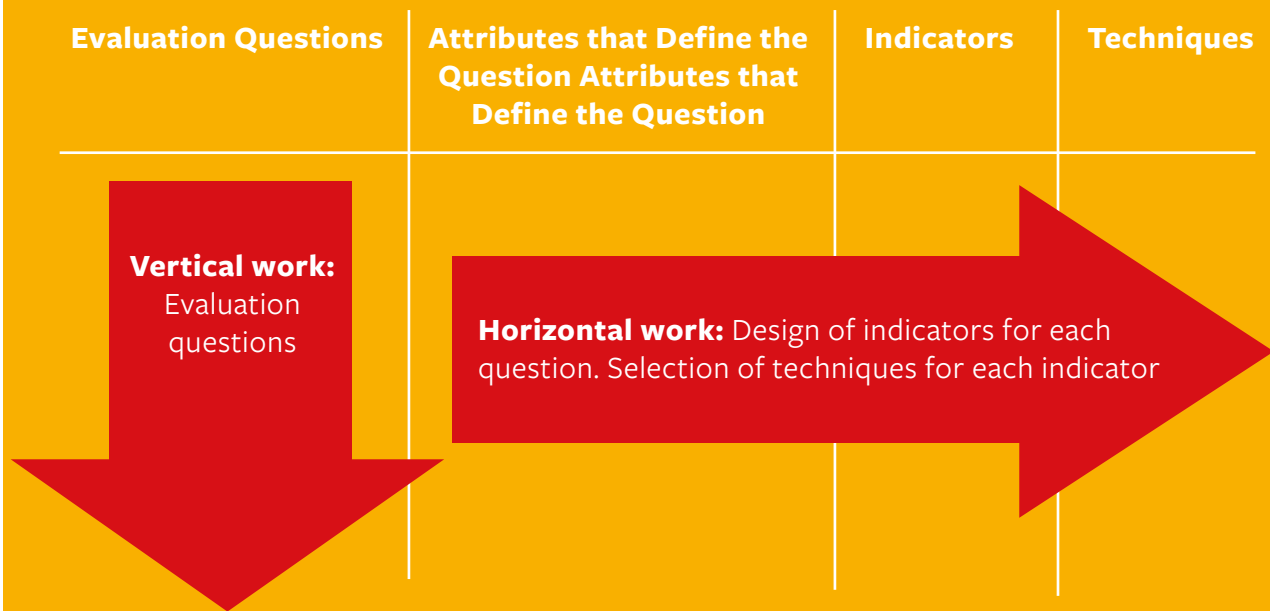 Evaluation Questions
Attributes that Define the
Question Attributes that
Define the Question
Indicators
Techniques
Vertical work:
Evaluation
questions
Horizontal work: Design of indicators for each
question. Selection of techniques for each indicator